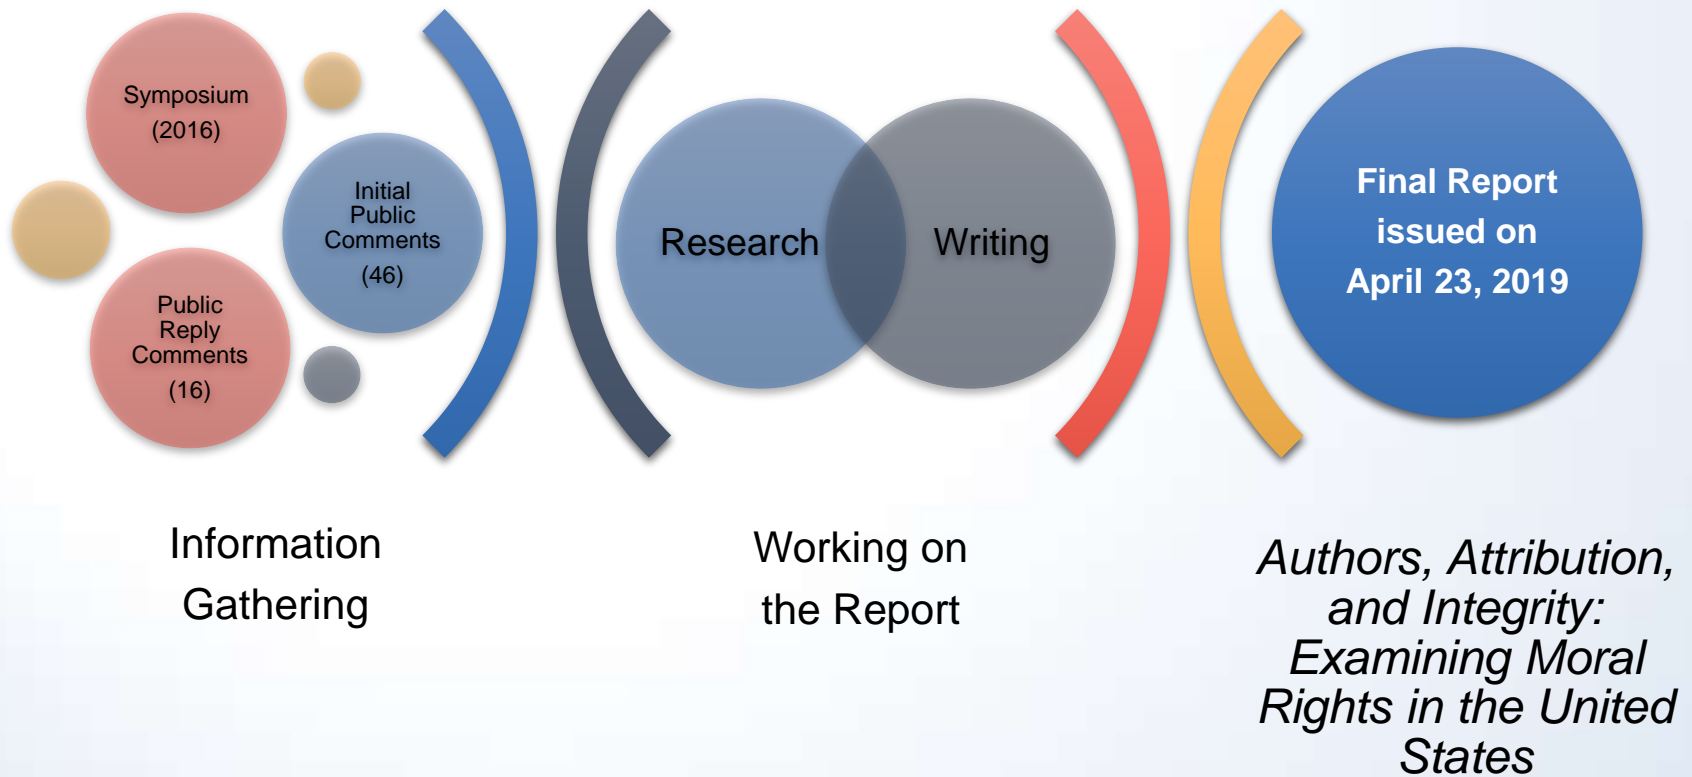 Symposium
(2016)
Initial
Public
Comments
(46)
Public
Reply
Comments
(16)
Information
Gathering
Research
Writing
Working on
the Report
Final Report
issued on
April 23, 2019
Authors, Attribution,
and Integrity:
Examining Moral
Rights in the United
States